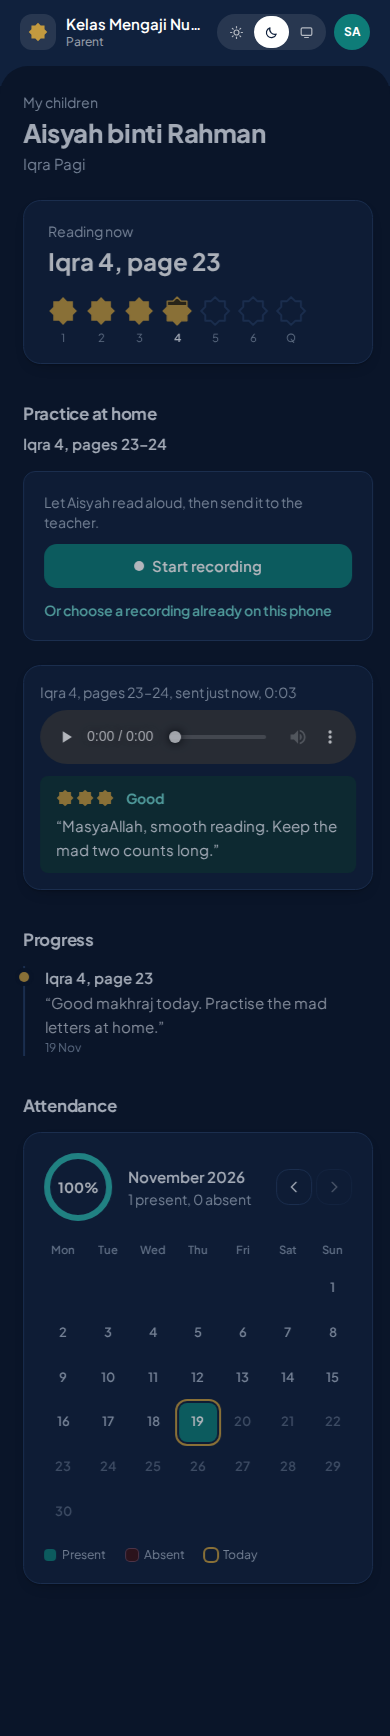 Kelas Mengaji Nu...
Parent
SA
My children
Aisyah binti Rahman
Iqra Pagi
Reading now
Iqra 4, page 23
1 2 3 4 5 6 Q
Practice at home
Iqra 4, pages 23–24
Let Aisyah read aloud, then send it to the
teacher.
Start recording
Or choose a recording already on this phone
Iqra 4, pages 23–24, sent just now, 0:03
0:00 / 0:00
Good
“MasyaAllah, smooth reading. Keep the
mad two counts long.”
Progress
Iqra 4, page 23
“Good makhraj today. Practise the mad
letters at home.”
19 Nov
Attendance
100%
November 2026
1 present, 0 absent
Mon Tue Wed Thu Fri Sat Sun
1
2 3 4 5 6 7 8
9 10 11 12 13 14 15
16 17 18 19 20 21 22
23 24 25 26 27 28 29
30
Present Absent Today